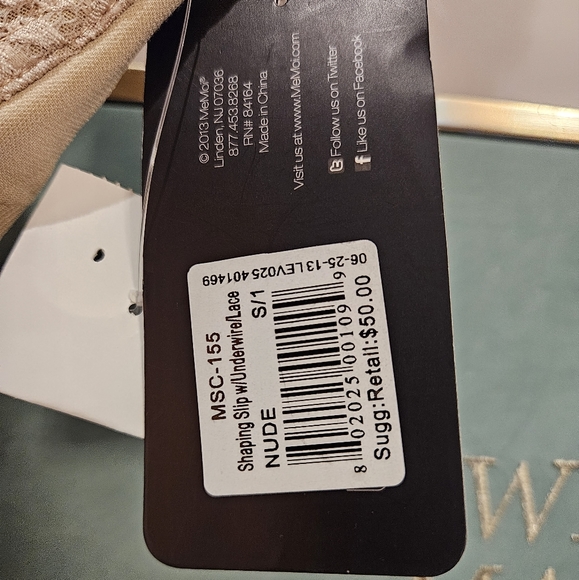 © 2013 MeMoi®
Linden, NJ 07036
877.453.8268
RN# 84164
Made in China
Visit us at www.MeMoi.com
Follow us on Twitter
f Like us on Facebook
MSC-155
Shaping Slip w/Underwire/Lace
NUDE S/1
8 02025 00109 9
Sugg:Retail:$50.00
06-25-13 LEV025 401469